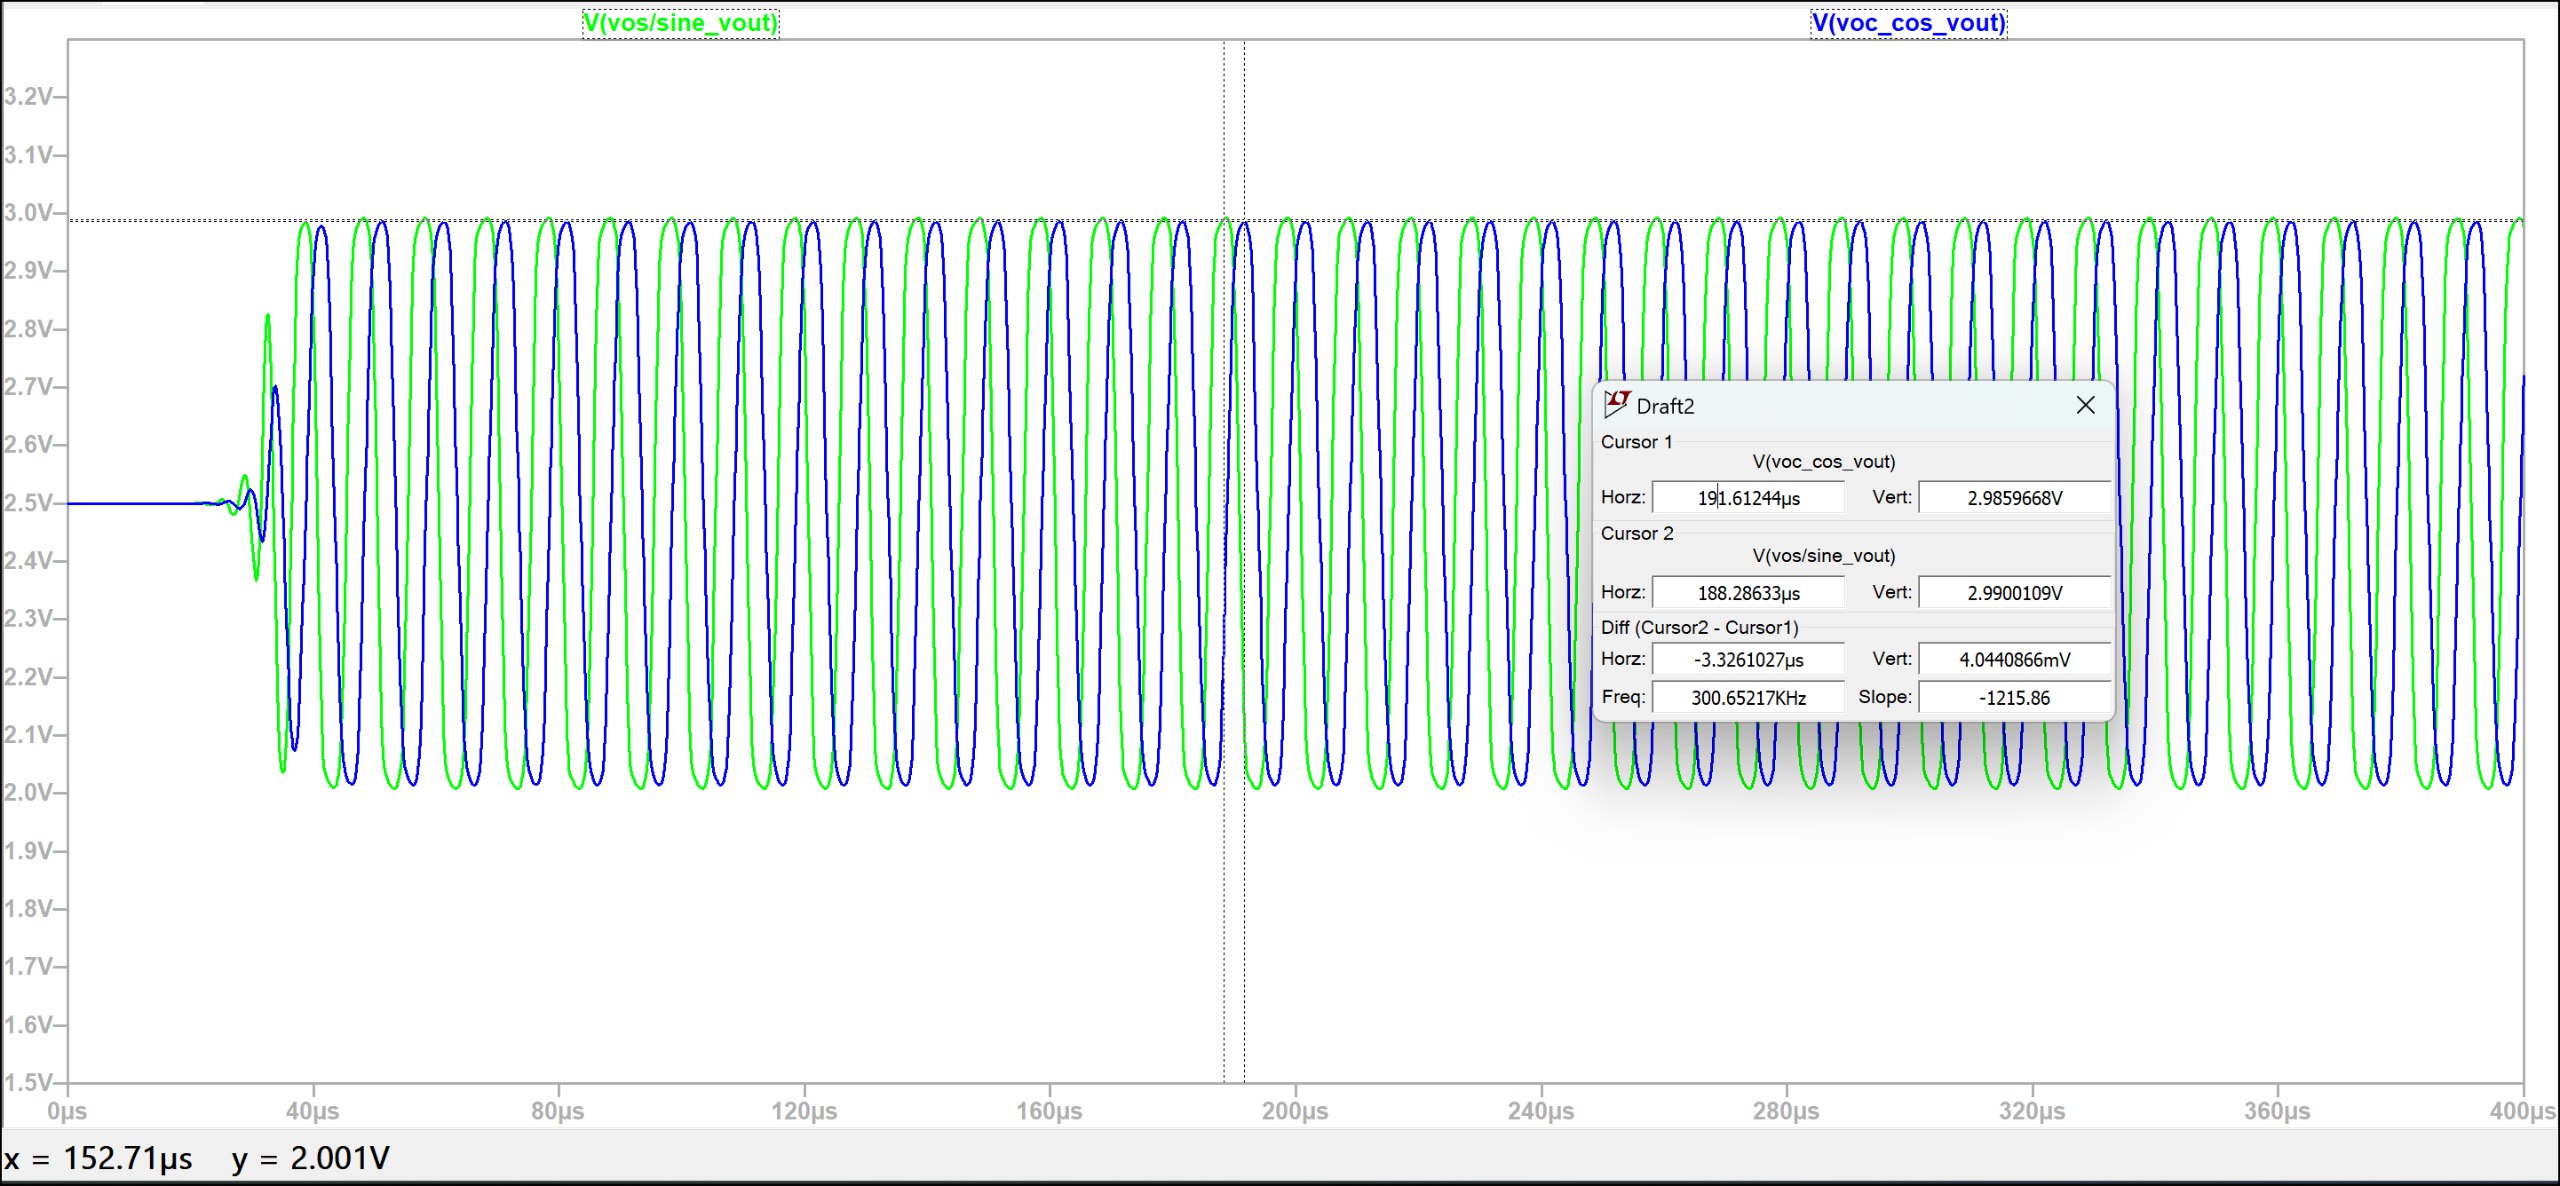 V(vos/sine_vout) V(voc_cos_vout)
3.2V
3.1V
3.0V
2.9V
2.8V
2.7V
2.6V
2.5V
2.4V
2.3V
2.2V
2.1V
2.0V
1.9V
1.8V
1.7V
1.6V
1.5V
0µs 40µs 80µs 120µs 160µs 200µs 240µs 280µs 320µs 360µs 400µs
Draft2
Cursor 1
V(voc_cos_vout)
Horz: 191.61244µs Vert: 2.9859668V
Cursor 2
V(vos/sine_vout)
Horz: 188.28633µs Vert: 2.9900109V
Diff (Cursor2 - Cursor1)
Horz: -3.3261027µs Vert: 4.0440866mV
Freq: 300.65217KHz Slope: -1215.86
x = 152.71µs y = 2.001V